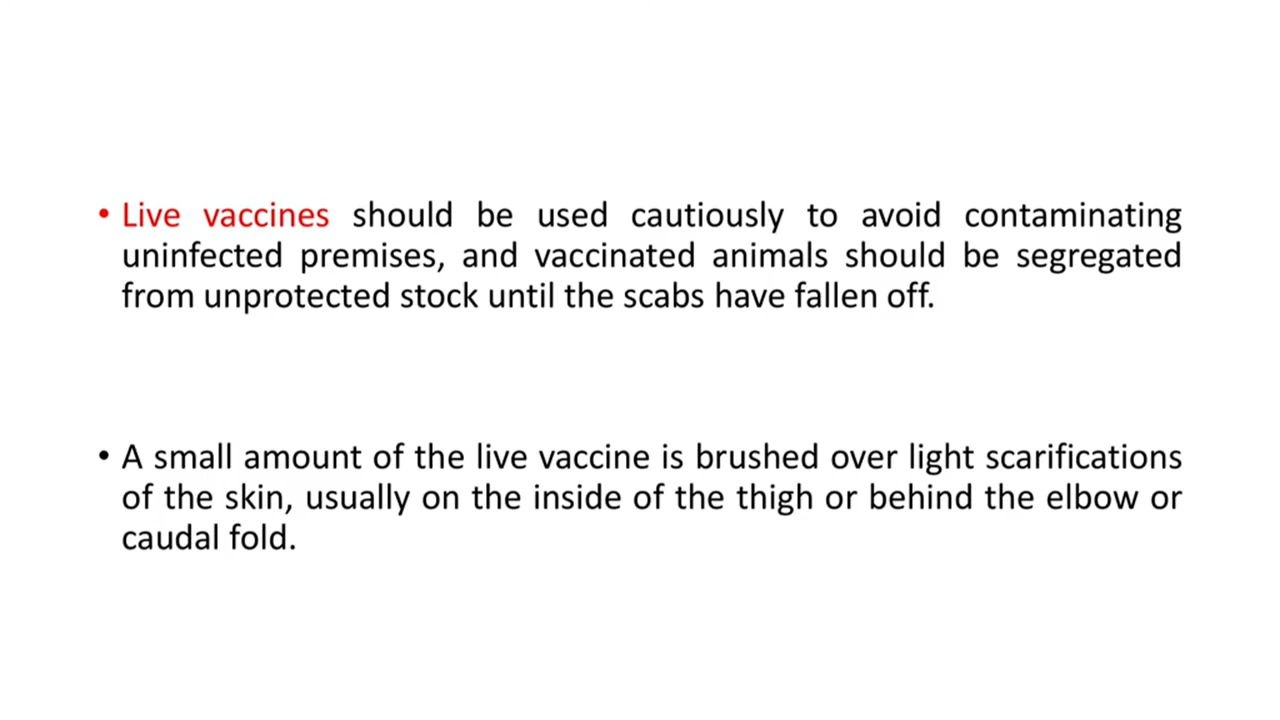 • Live vaccines should be used cautiously to avoid contaminating
uninfected premises, and vaccinated animals should be segregated
from unprotected stock until the scabs have fallen off.
• A small amount of the live vaccine is brushed over light scarifications
of the skin, usually on the inside of the thigh or behind the elbow or
caudal fold.